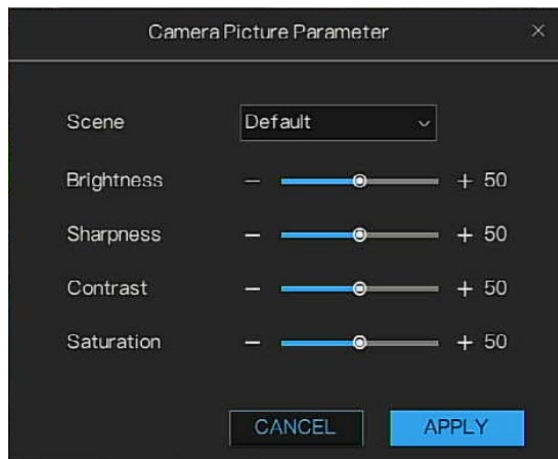 Camera Picture Parameter
Scene Default
Brightness 50
Sharpness 50
Contrast 50
Saturation 50
CANCEL APPLY